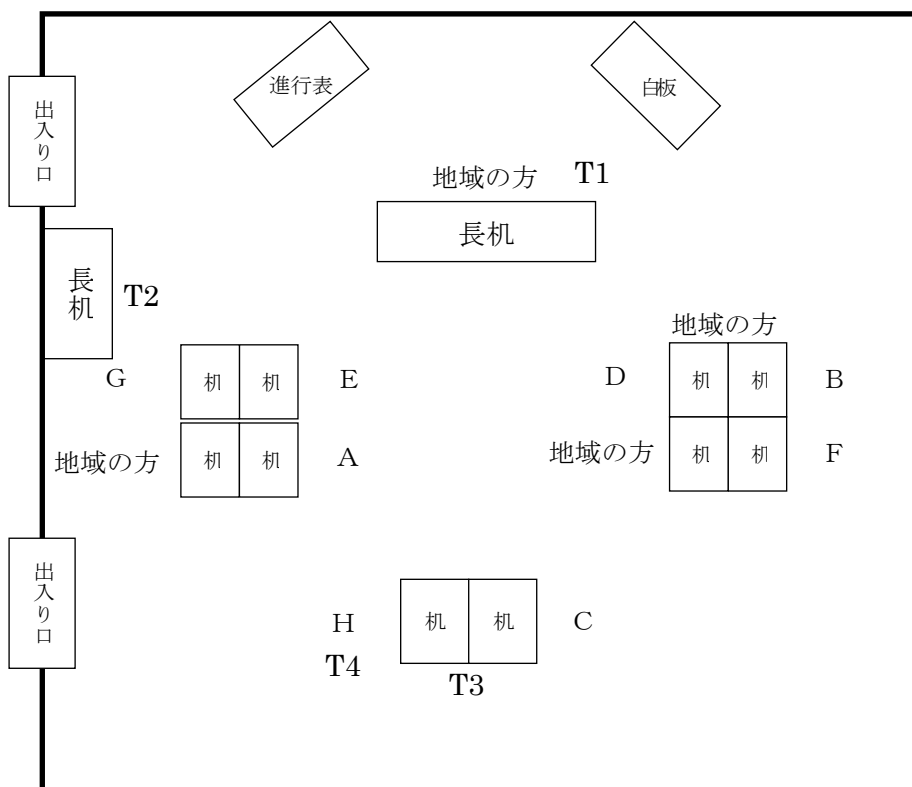 進行表
白板
出入り口
地域の方 T1
長机
長机
T2
地域の方
G
机 机
E
D
机 机
B
地域の方
机 机
A
地域の方
机 机
F
出入り口
H
机 机
C
T4
T3